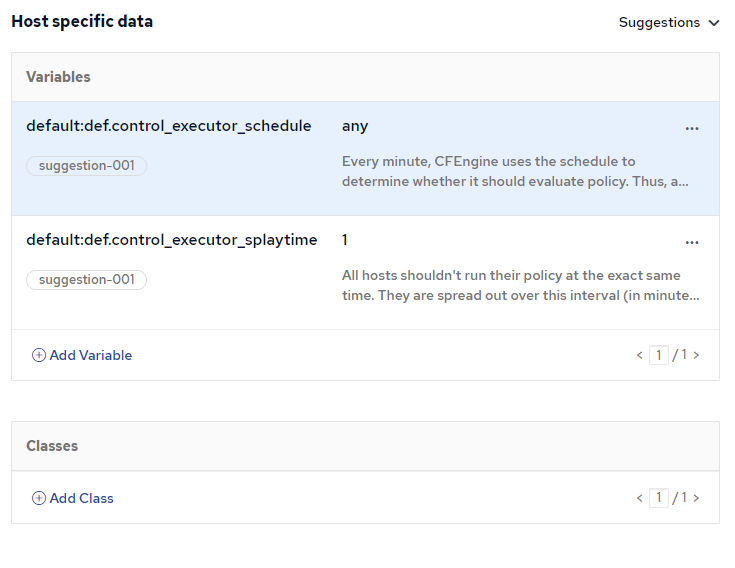 Host specific data
Suggestions
Variables
default:def.control_executor_schedule any ...
suggestion-001
Every minute, CFEngine uses the schedule to
determine whether it should evaluate policy. Thus, a...
default:def.control_executor_splaytime 1 ...
suggestion-001
All hosts shouldn't run their policy at the exact same
time. They are spread out over this interval (in minute...
Add Variable
< 1 / 1 >
Classes
Add Class
< 1 / 1 >